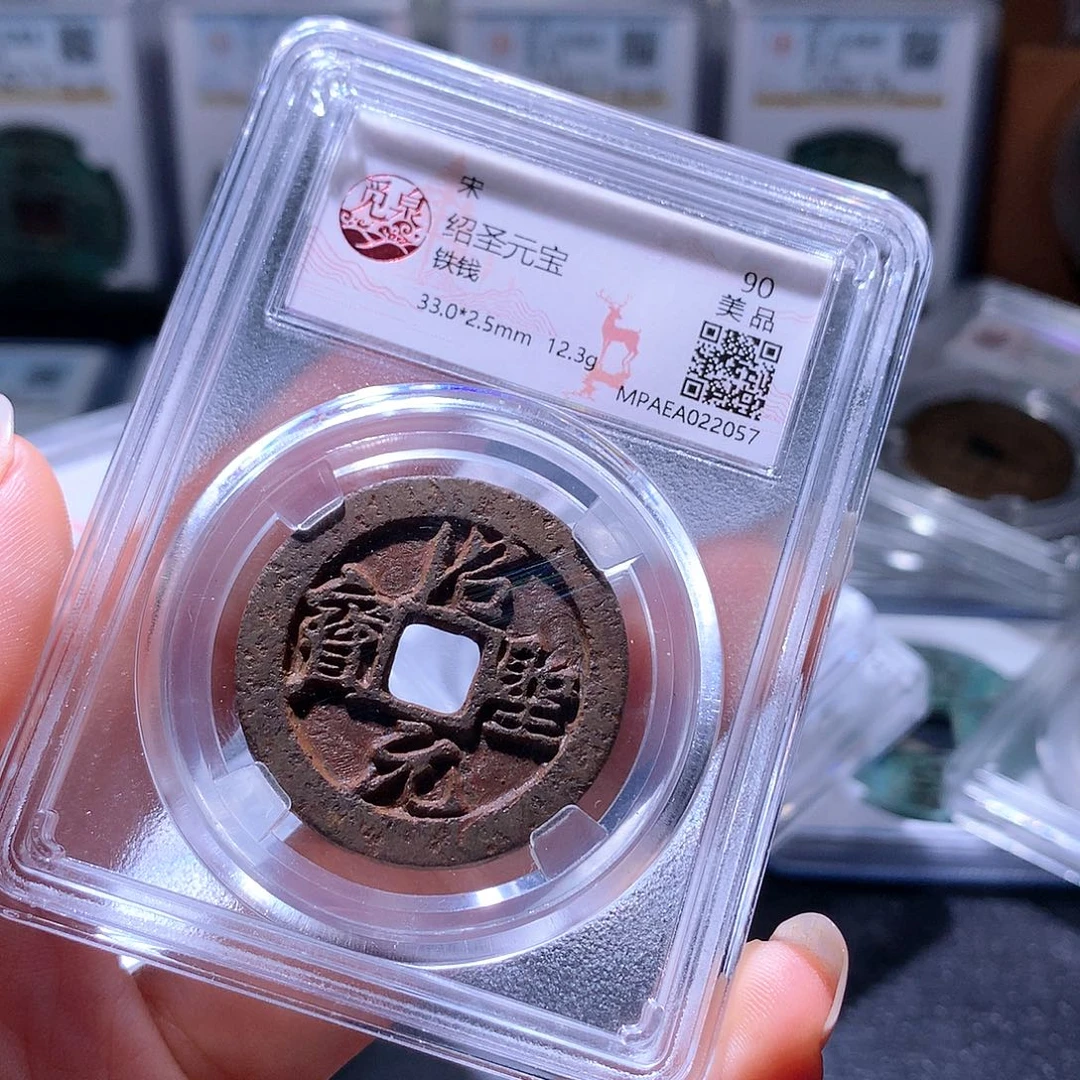 觅泉
宋
绍圣元宝
铁钱
33.0*2.5mm 12.3g
90
美品
MPAEA022057
紹聖元寶